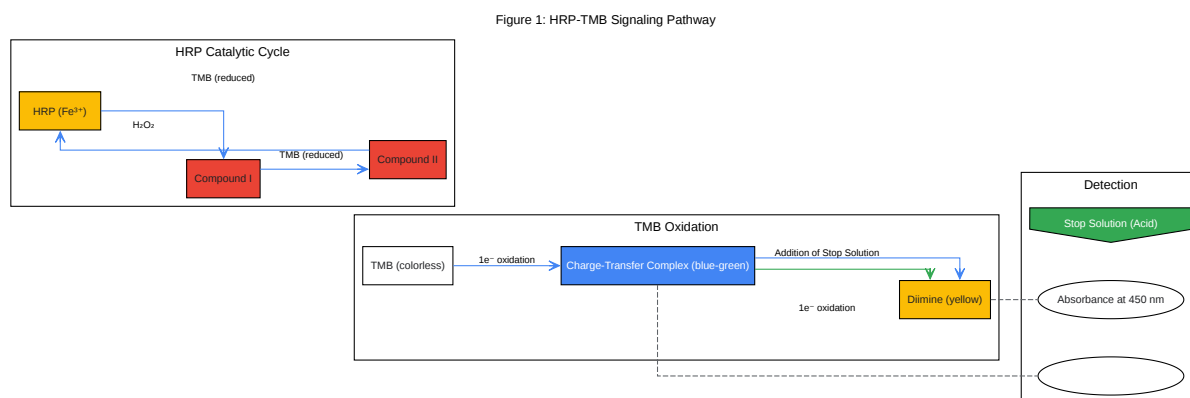 Figure 1: HRP-TMB Signaling Pathway
HRP Catalytic Cycle
TMB (reduced)
HRP (Fe³⁺)
H₂O₂
TMB (reduced)
Compound II
Compound I
Detection
Stop Solution (Acid)
TMB Oxidation
TMB (colorless)
1e⁻ oxidation
Charge-Transfer Complex (blue-green)
Addition of Stop Solution
1e⁻ oxidation
Diimine (yellow)
Absorbance at 450 nm